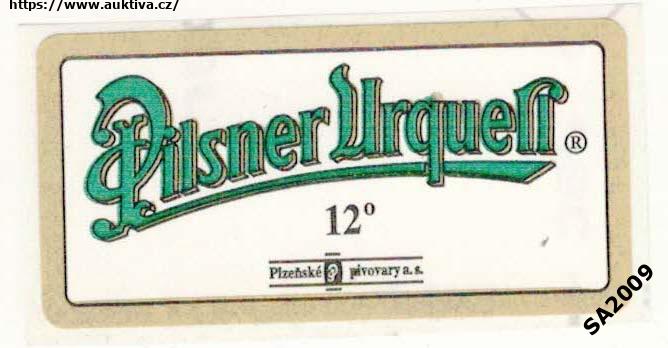 https://www.auktiva.cz/
Pilsner Urquell ®
12°
Plzeňské pivovary a. s.
SA2009